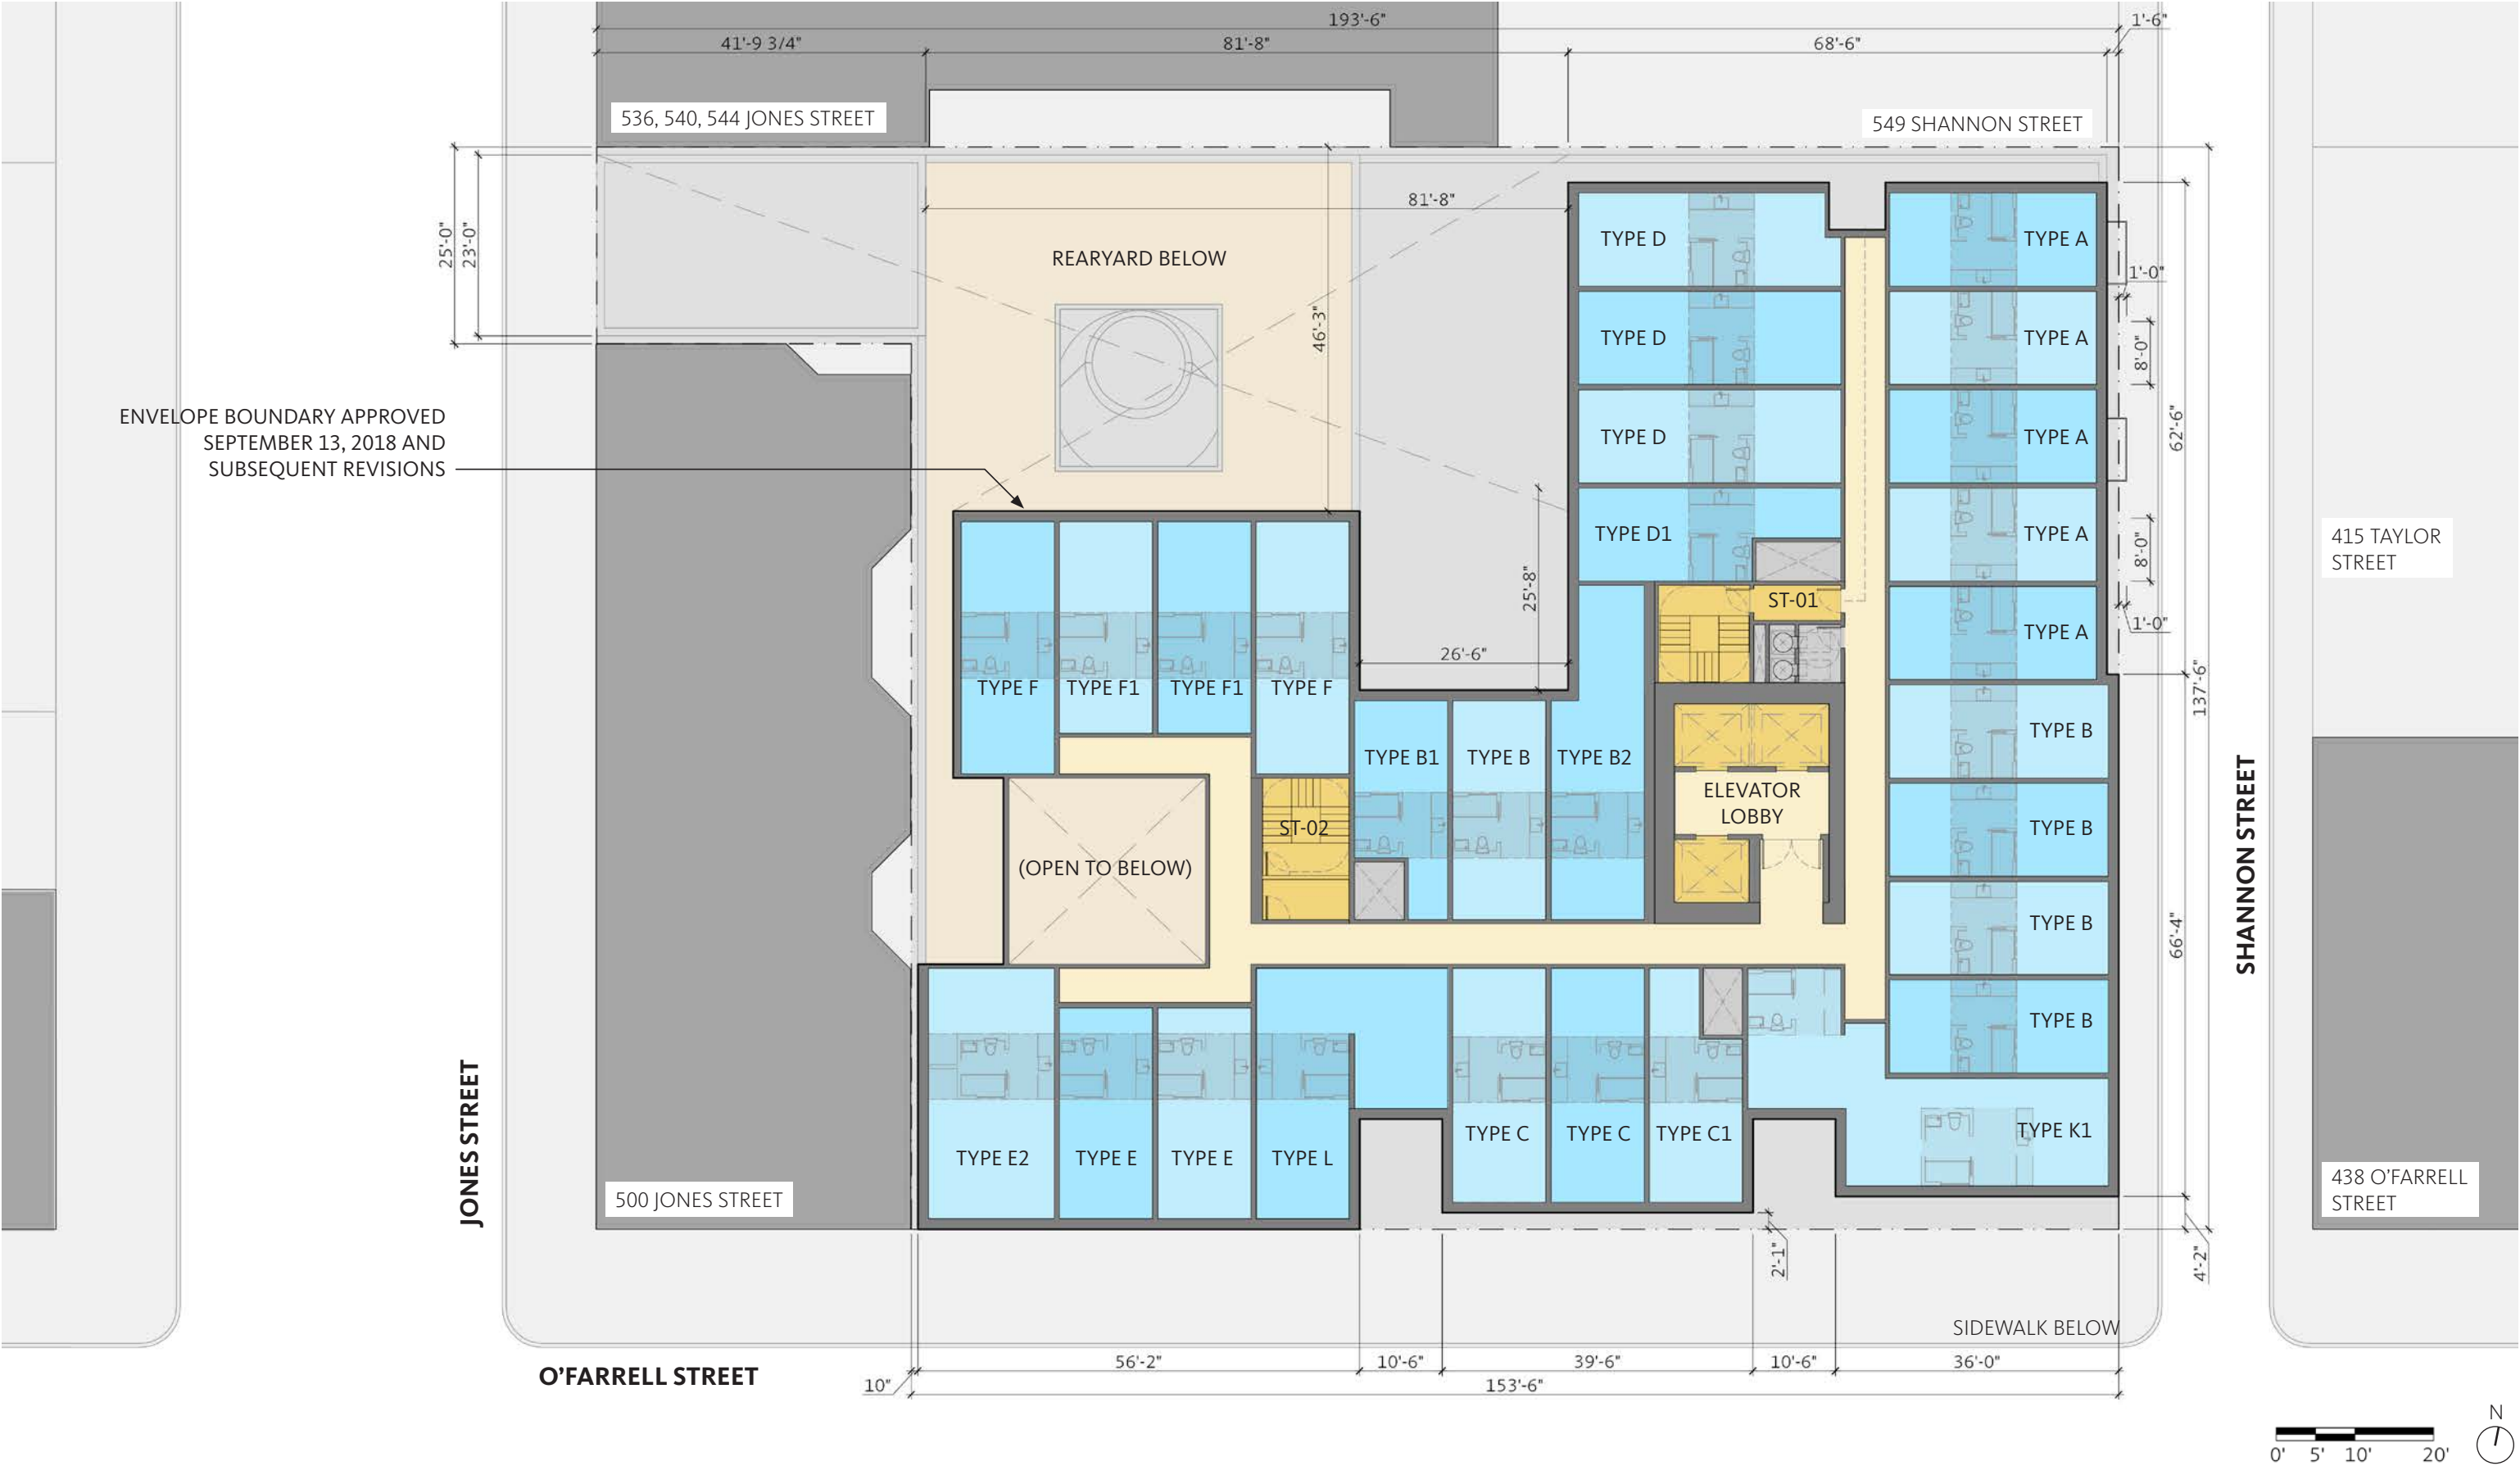 193'-6"
1'-6"
41'-9 3/4"
81'-8"
68'-6"
536, 540, 544 JONES STREET
549 SHANNON STREET
25'-0"
23'-0"
81'-8"
REARYARD BELOW
46'-3"
TYPE D
TYPE A
1'-0"
TYPE D
TYPE A
8'-0"
ENVELOPE BOUNDARY APPROVED
SEPTEMBER 13, 2018 AND
SUBSEQUENT REVISIONS
TYPE D
TYPE A
62'-6"
TYPE D1
TYPE A
8'-0"
415 TAYLOR
STREET
25'-8"
ST-01
TYPE A
1'-0"
26'-6"
137'-6"
TYPE F
TYPE F1
TYPE F1
TYPE F
TYPE B1
TYPE B
TYPE B2
TYPE B
ELEVATOR
LOBBY
ST-02
TYPE B
(OPEN TO BELOW)
SHANNON STREET
TYPE B
66'-4"
TYPE B
JONES STREET
TYPE E2
TYPE E
TYPE E
TYPE L
TYPE C
TYPE C
TYPE C1
TYPE K1
500 JONES STREET
438 O'FARRELL
STREET
2'-1"
4'-2"
SIDEWALK BELOW
O'FARRELL STREET
56'-2"
10'-6"
39'-6"
10'-6"
36'-0"
10"
153'-6"
N
0' 5' 10' 20'